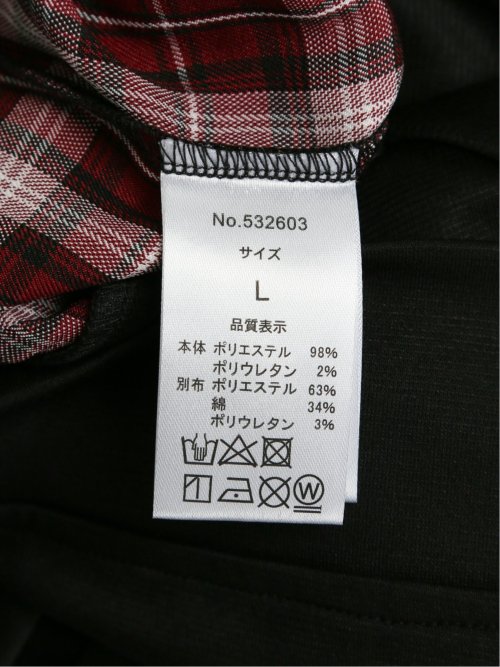 No.532603
サイズ
L
品質表示
本体 ポリエステル 98%
ポリウレタン 2%
別布 ポリエステル 63%
綿 34%
ポリウレタン 3%
W